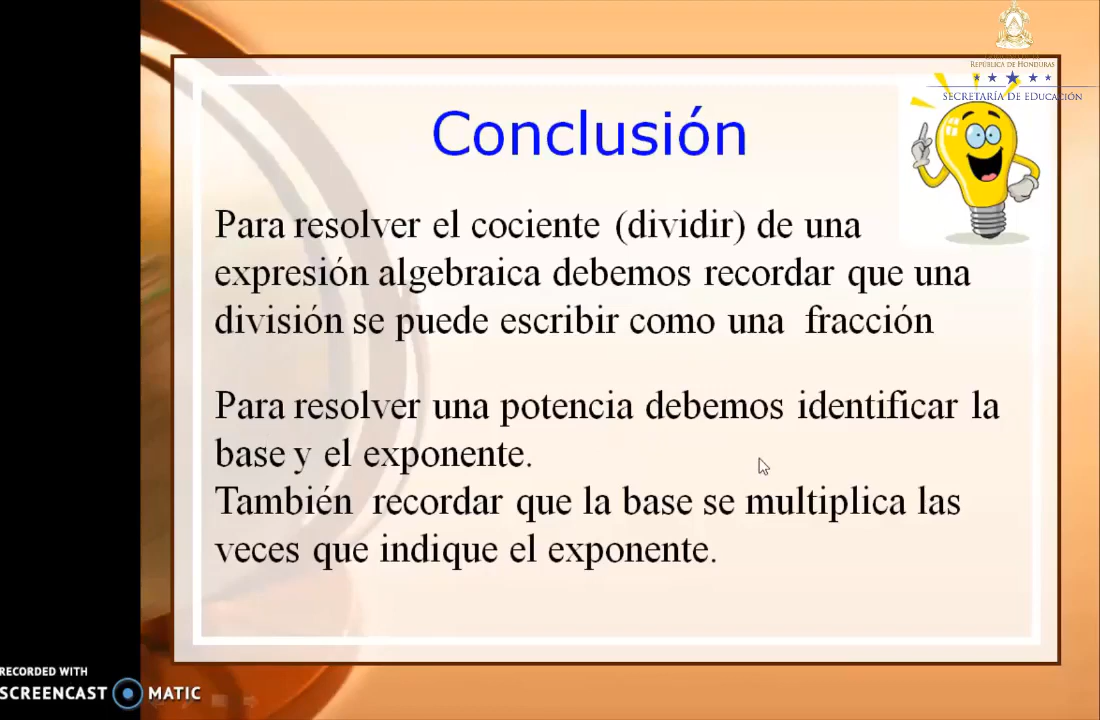 REPÚBLICA DE HONDURAS
SECRETARÍA DE EDUCACIÓN
Conclusión
Para resolver el cociente (dividir) de una
expresión algebraica debemos recordar que una
división se puede escribir como una fracción
Para resolver una potencia debemos identificar la
base y el exponente.
También recordar que la base se multiplica las
veces que indique el exponente.
RECORDED WITH
SCREENCAST MATIC